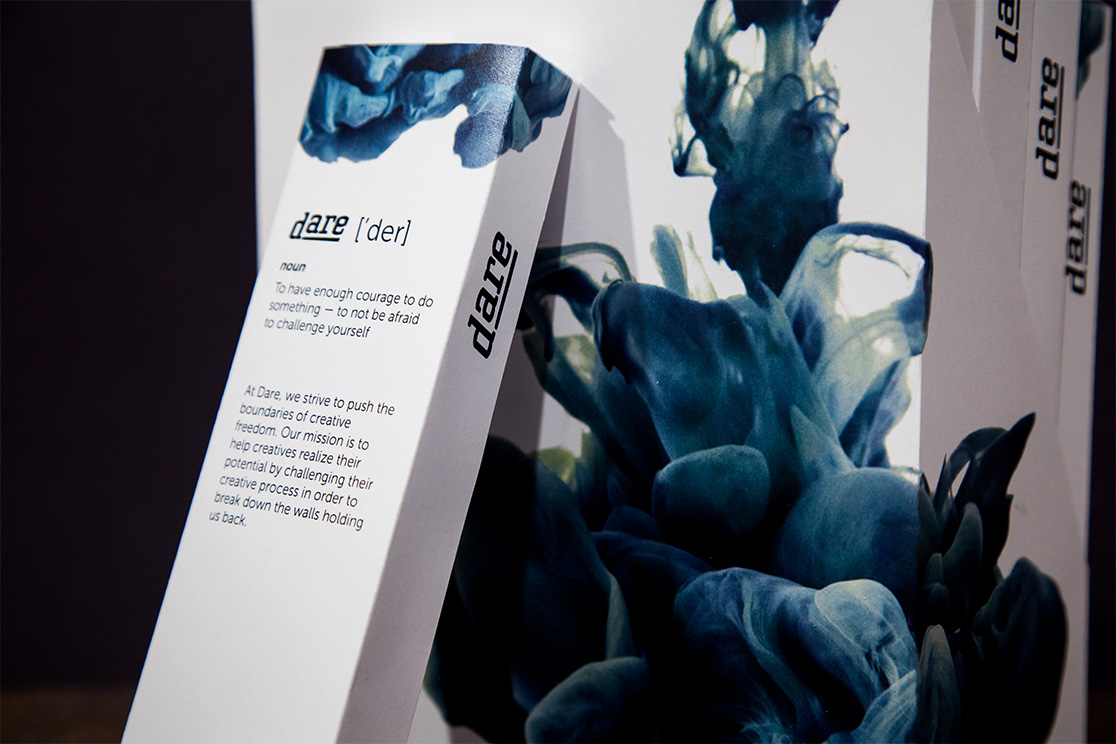 dare ['der]
noun
To have enough courage to do
something – to not be afraid
to challenge yourself
At Dare, we strive to push the
boundaries of creative
freedom. Our mission is to
help creatives realize their
potential by challenging their
creative process in order to
break down the walls holding
us back.
dare
da
dare
dare